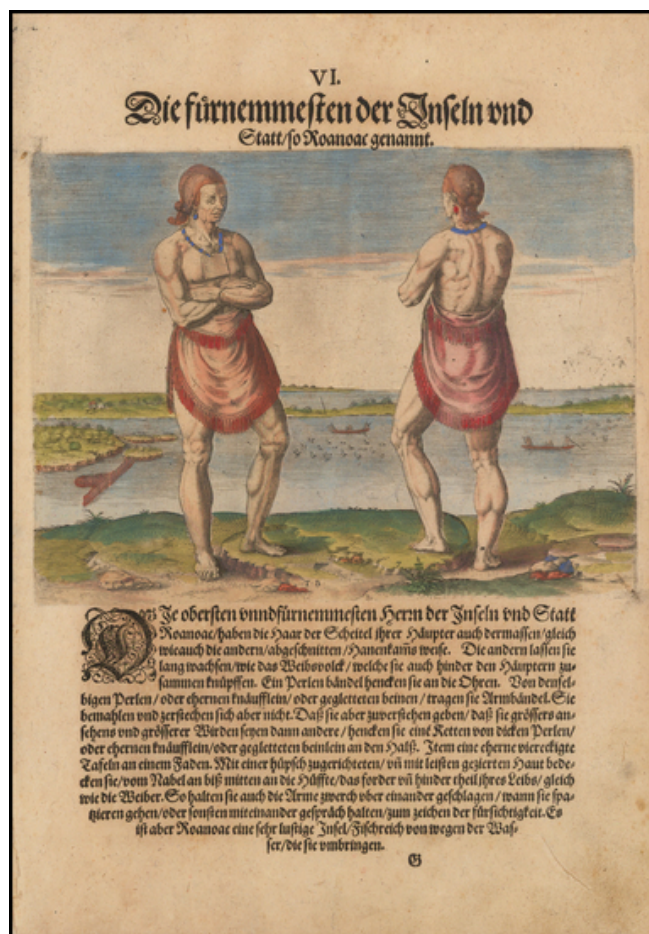 VI.
Die fürnemmesten der Inseln vnd
Statt/so Roanoac genannt.
DIe obersten vnnd fürnemmesten Herrn der Inseln vnd Statt
Roanoac/haben die Haar der Scheitel jhrer Häupter auch dermassen/gleich
wie auch die andern/abgeschnitten/Hanenkam̃s weise. Die andern lassen sie
lang wachsen/wie das Weibsvolck/welche sie auch hinder den Häuptern zu-
sammen knüpffen. Ein Perlen bändel hencken sie an die Ohren. Von densel-
bigen Perlen/oder ehernen knäufflein/oder gegletteten beinen/tragen sie Armbändel. Sie
bemahlen vnd zerstechen sich aber nicht. Daß sie aber zuverstehen geben/daß sie grössers an-
sehens vnd grösserer Wirden seyen dann andere/hencken sie eine Ketten von dicken Perlen/
oder ehernen knäufflein/oder gegletteten beinlein an den Halß. Item eine eherne viereckigte
Tafeln an einem Faden. Mit einer hüpsch zugerichteten/vñ mit leisten gezierten Haut bede-
cken sie/vom Nabel an biß mitten an die Hüffte/das forder vñ hinder theil jhres Leibs/gleich
wie die Weiber. So halten sie auch die Arme zwerch vber einander geschlagen/wann sie spa-
tzieren gehen/oder sonsten miteinander gespräch halten/zum zeichen der fürsichtigkeit. Es
ist aber Roanoac eine sehr lustige Insel/Fischreich von wegen der Was-
ser/die sie vmbringen.
G